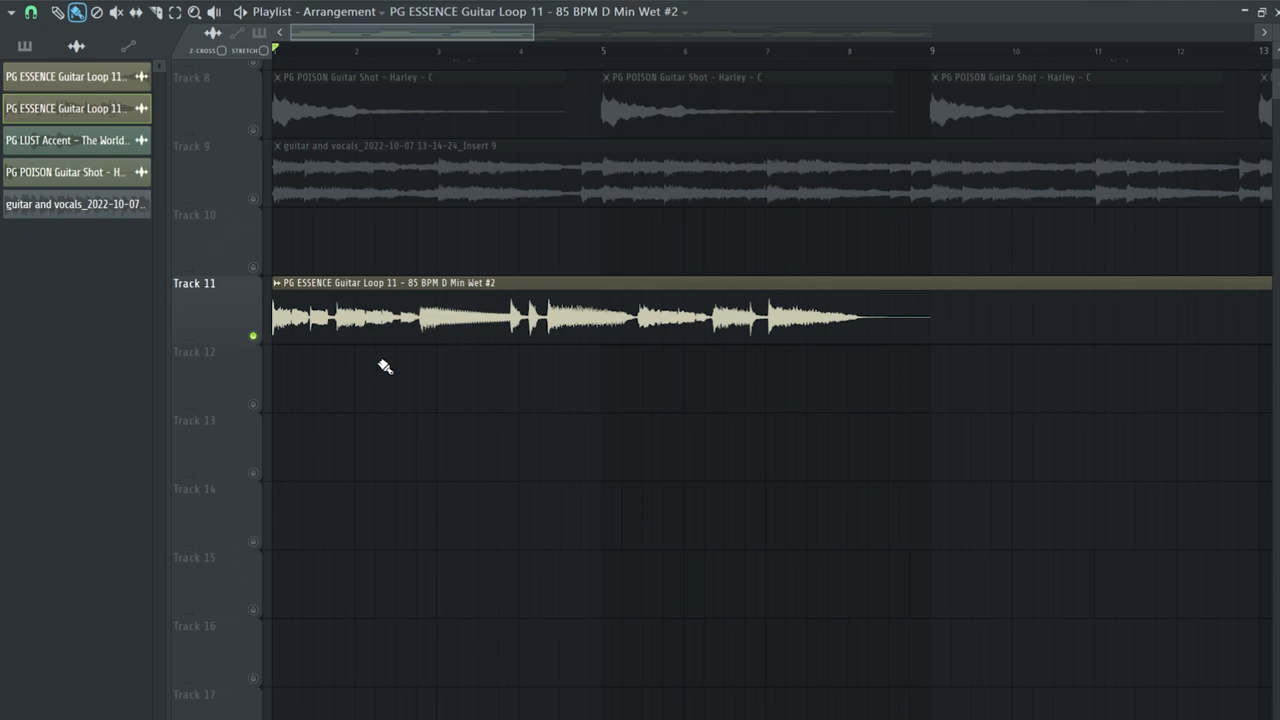 Playlist - Arrangement PG ESSENCE Guitar Loop 11 - 85 BPM D Min Wet #2
Z-CROSS STRETCH
2 3 4 5 6 7 8 9 10 11 12 13
PG ESSENCE Guitar Loop 11..
PG ESSENCE Guitar Loop 11..
PG LUST Accent - The World..
PG POISON Guitar Shot - H..
guitar and vocals_2022-10-07..
Track 8
PG POISON Guitar Shot - Harley - C
PG POISON Guitar Shot - Harley - C
PG POISON Guitar Shot - Harley - C
Track 9
guitar and vocals_2022-10-07 13-14-24_Insert 9
Track 10
Track 11
PG ESSENCE Guitar Loop 11 - 85 BPM D Min Wet #2
Track 12
Track 13
Track 14
Track 15
Track 16
Track 17